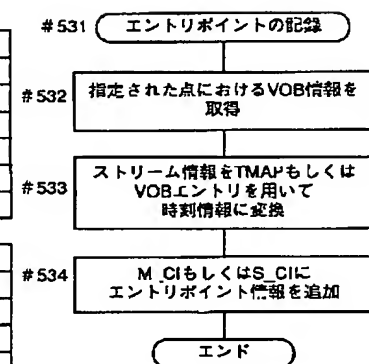 #531 エントリポイントの記録
#532 指定された点におけるVOB情報を
取得
#533 ストリーム情報をTMAPもしくは
VOBエントリを用いて
時刻情報に変換
#534 M_CIもしくはS_CIに
エントリポイント情報を追加
エンド